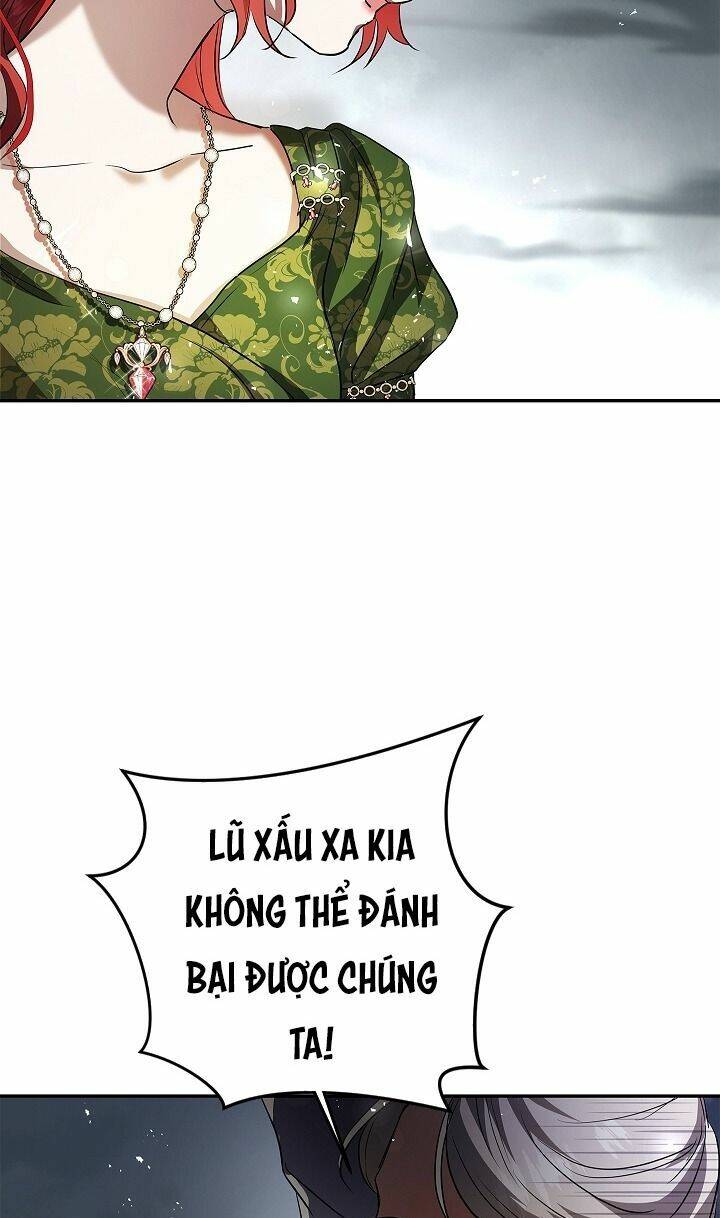 LŨ XẤU XA KIA
KHÔNG THỂ ĐÁNH
BẠI ĐƯỢC CHÚNG
TA!